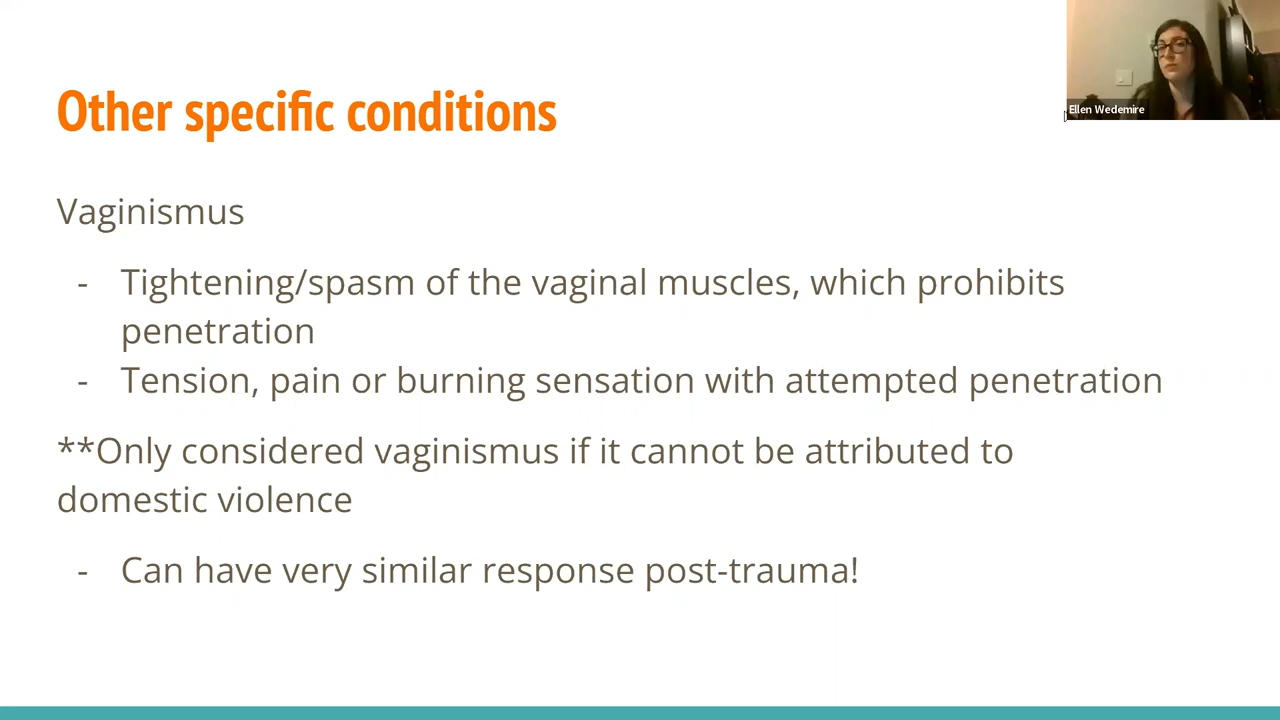 Ellen Wedemire
Other specific conditions
Vaginismus
- Tightening/spasm of the vaginal muscles, which prohibits
penetration
- Tension, pain or burning sensation with attempted penetration
**Only considered vaginismus if it cannot be attributed to
domestic violence
- Can have very similar response post-trauma!